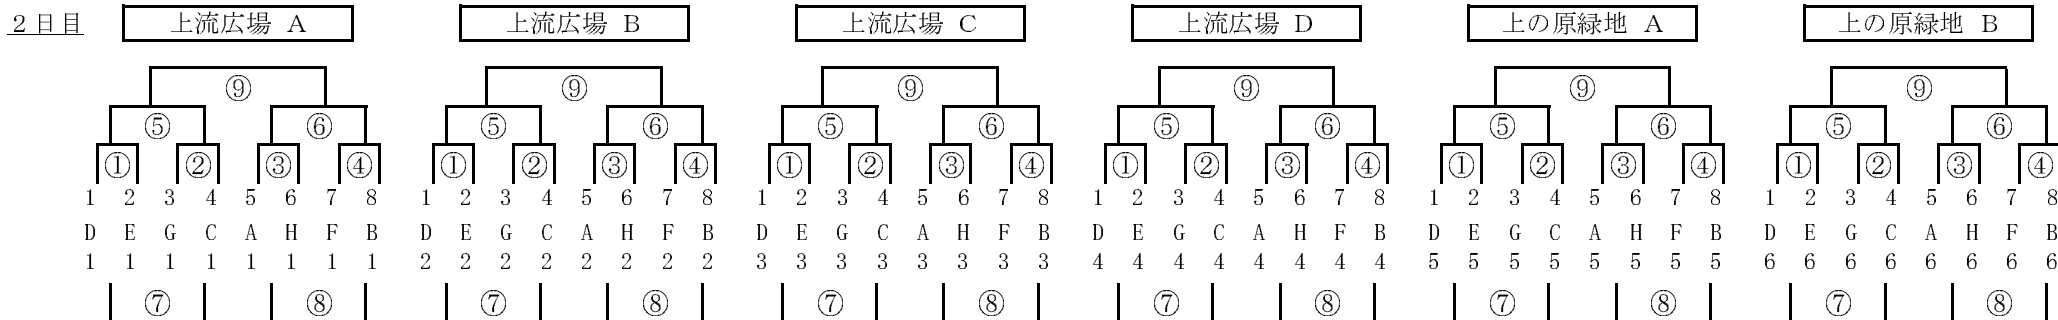 ２日目 上流広場 A 上流広場 B 上流広場 C 上流広場 D 上の原緑地 A 上の原緑地 B
⑨ ⑨ ⑨ ⑨ ⑨ ⑨
⑤ ⑥ ⑤ ⑥ ⑤ ⑥ ⑤ ⑥ ⑤ ⑥ ⑤ ⑥
① ② ③ ④ ① ② ③ ④ ① ② ③ ④ ① ② ③ ④ ① ② ③ ④ ① ② ③ ④
1 2 3 4 5 6 7 8 1 2 3 4 5 6 7 8 1 2 3 4 5 6 7 8 1 2 3 4 5 6 7 8 1 2 3 4 5 6 7 8 1 2 3 4 5 6 7 8
D E G C A H F B D E G C A H F B D E G C A H F B D E G C A H F B D E G C A H F B D E G C A H F B
1 1 1 1 1 1 1 1 2 2 2 2 2 2 2 2 3 3 3 3 3 3 3 3 4 4 4 4 4 4 4 4 5 5 5 5 5 5 5 5 6 6 6 6 6 6 6 6
⑦ ⑧ ⑦ ⑧ ⑦ ⑧ ⑦ ⑧ ⑦ ⑧ ⑦ ⑧